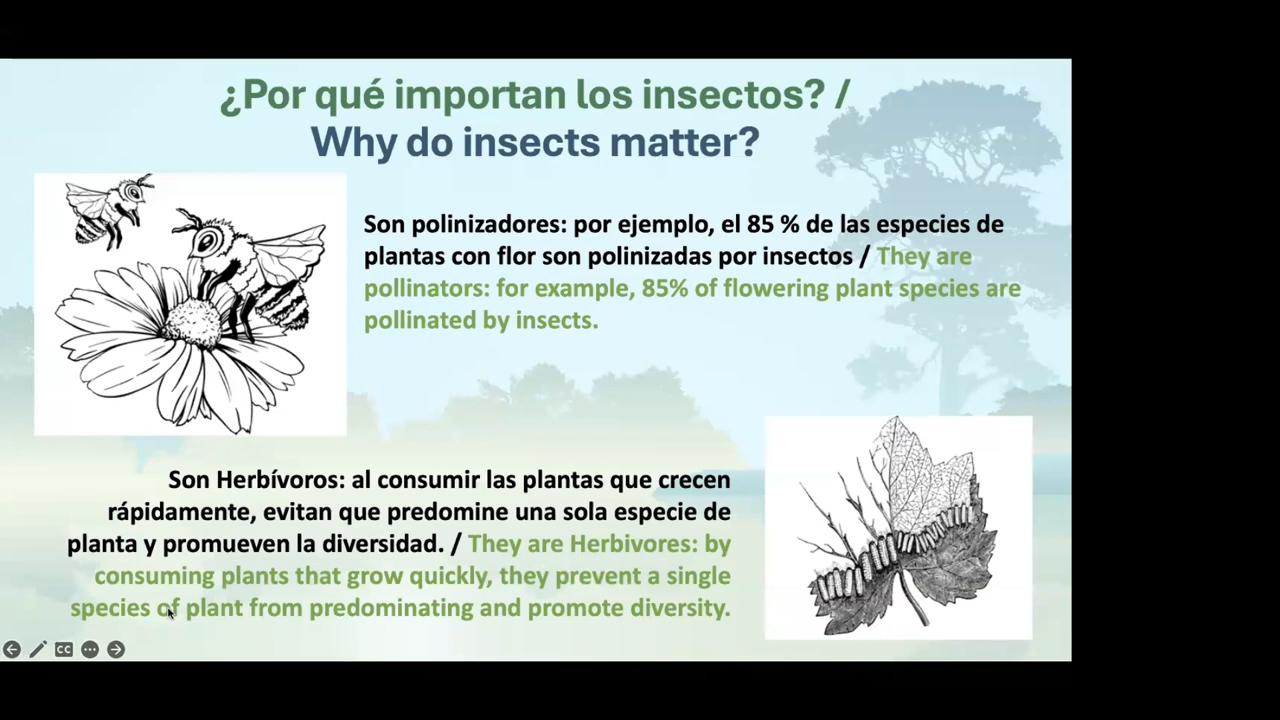 ¿Por qué importan los insectos? /
Why do insects matter?
Son polinizadores: por ejemplo, el 85 % de las especies de
plantas con flor son polinizadas por insectos / They are
pollinators: for example, 85% of flowering plant species are
pollinated by insects.
Son Herbívoros: al consumir las plantas que crecen
rápidamente, evitan que predomine una sola especie de
planta y promueven la diversidad. / They are Herbivores: by
consuming plants that grow quickly, they prevent a single
species of plant from predominating and promote diversity.
CC